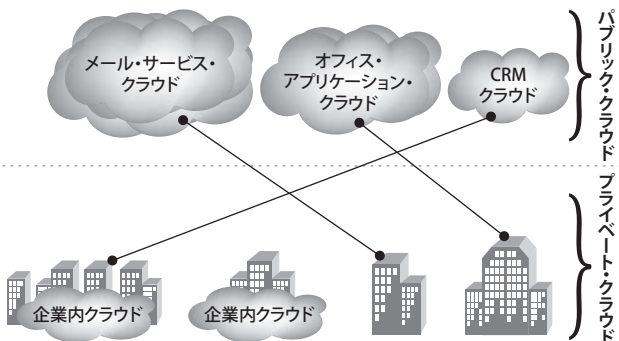 メール・サービス・
クラウド
オフィス・
アプリケーション・
クラウド
CRM
クラウド
パブリック・クラウド
企業内クラウド
企業内クラウド
プライベート・クラウド